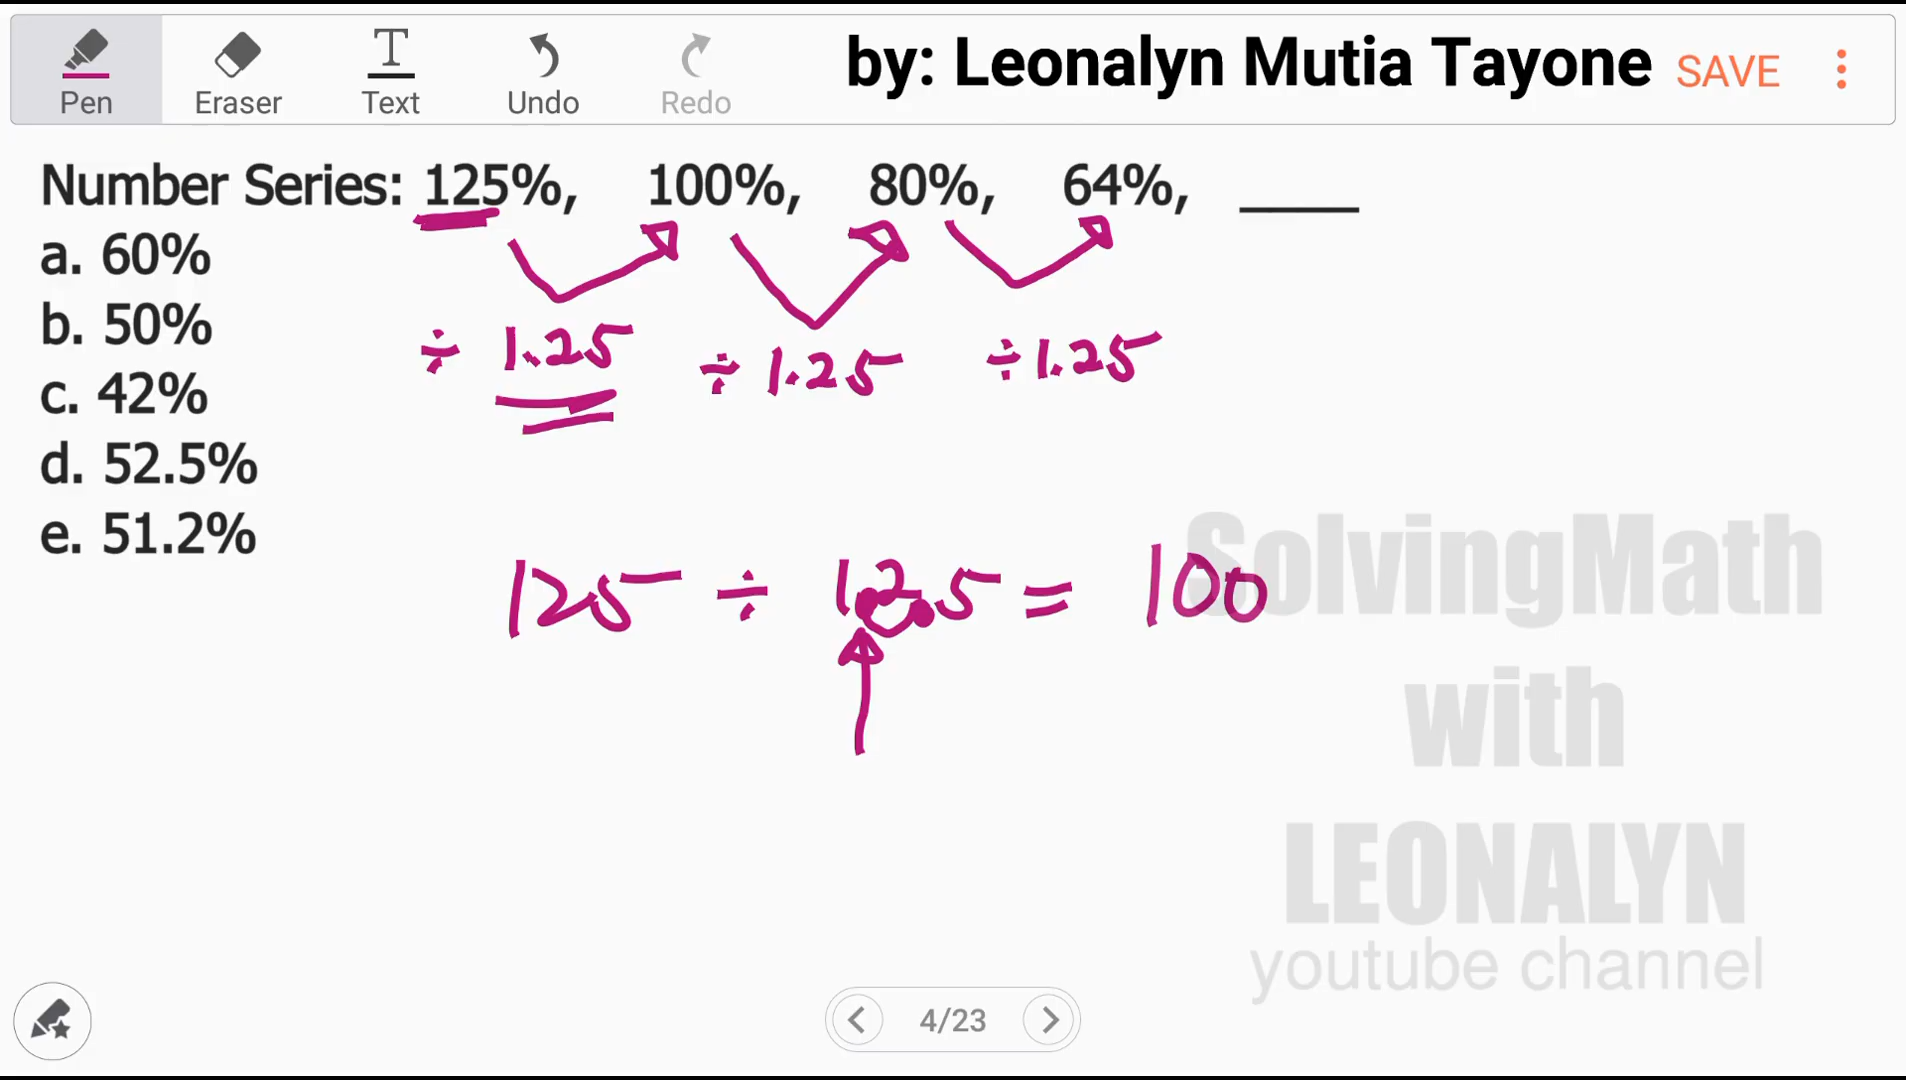 by: Leonalyn Mutia Tayone
SAVE
Pen
Eraser
Text
Undo
Redo
Number Series: 125%, 100%, 80%, 64%, ____
a. 60%
b. 50%
c. 42%
d. 52.5%
e. 51.2%
÷ 1.25 ÷ 1.25 ÷ 1.25
125 ÷ 1.2.5 = 100
SolvingMath
with
LEONALYN
youtube channel
4/23